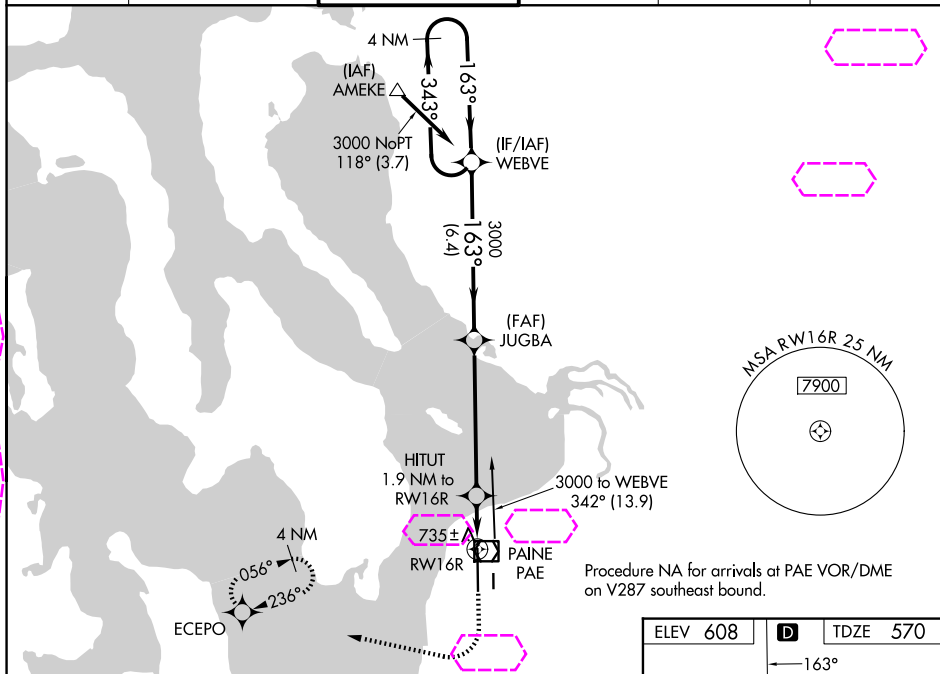 4 NM
(IAF)
AMEKE
343°
163°
3000 NoPT
118° (3.7)
(IF/IAF)
WEBVE
3000
163°
(6.4)
(FAF)
JUGBA
MSA RW16R 25 NM
7900
HITUT
1.9 NM to
RW16R
3000 to WEBVE
342° (13.9)
735±
RW16R
PAINE
PAE
4 NM
056°
236°
ECEPO
Procedure NA for arrivals at PAE VOR/DME
on V287 southeast bound.
ELEV 608
D
TDZE 570
163°